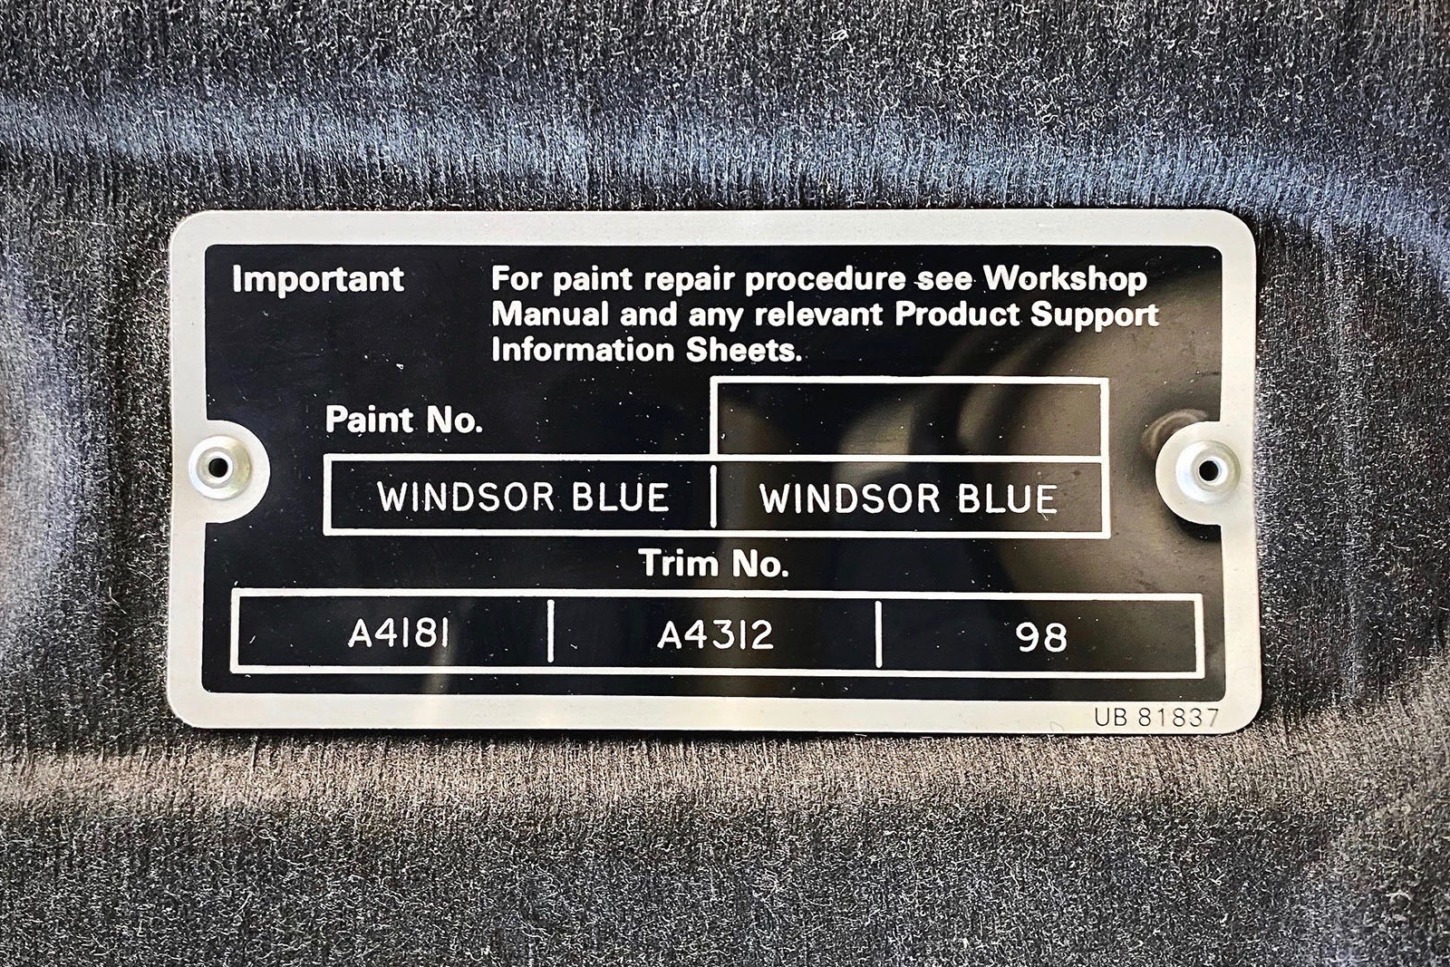 Important
For paint repair procedure see Workshop
Manual and any relevant Product Support
Information Sheets.
Paint No.
WINDSOR BLUE WINDSOR BLUE
Trim No.
A4181 A4312 98
UB 81837